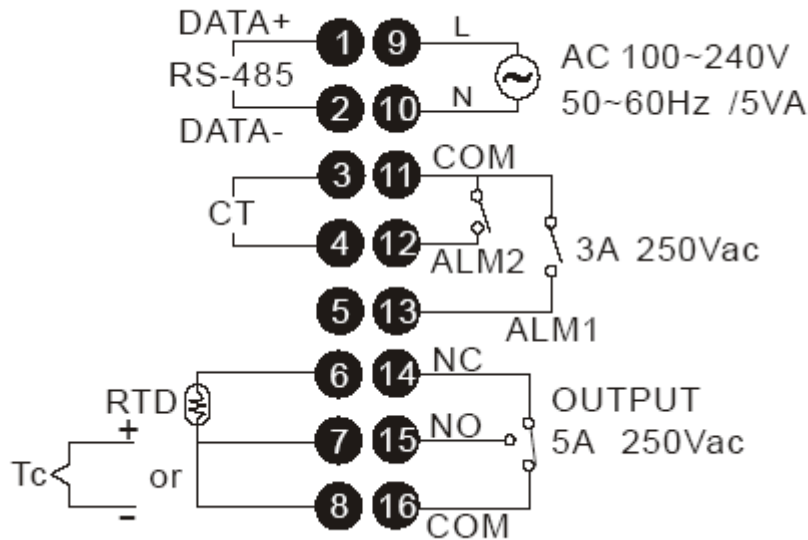 DATA+
1 9 L
RS-485
AC 100~240V
2 10 N
50~60Hz /5VA
DATA-
3 11 COM
CT
4 12 ALM2
3A 250Vac
5 13
ALM1
6 14 NC
RTD
OUTPUT
+
7 15 NO
5A 250Vac
Tc or
8 16
-
COM